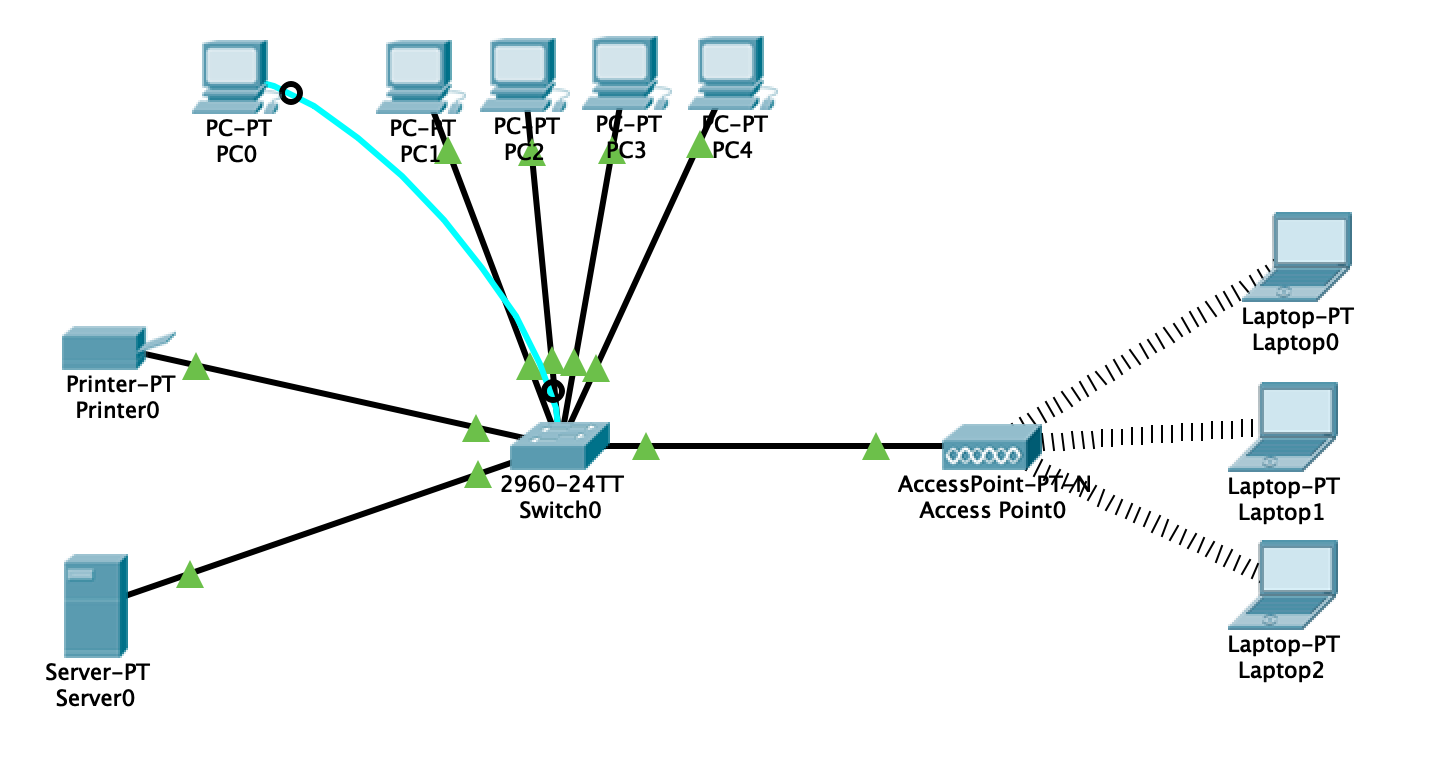 PC-PT
PC0
PC-PT
PC1
PC-PT
PC2
PC-PT
PC3
PC-PT
PC4
Laptop-PT
Laptop0
Printer-PT
Printer0
2960-24TT
Switch0
AccessPoint-PT-N
Access Point0
Laptop-PT
Laptop1
Server-PT
Server0
Laptop-PT
Laptop2